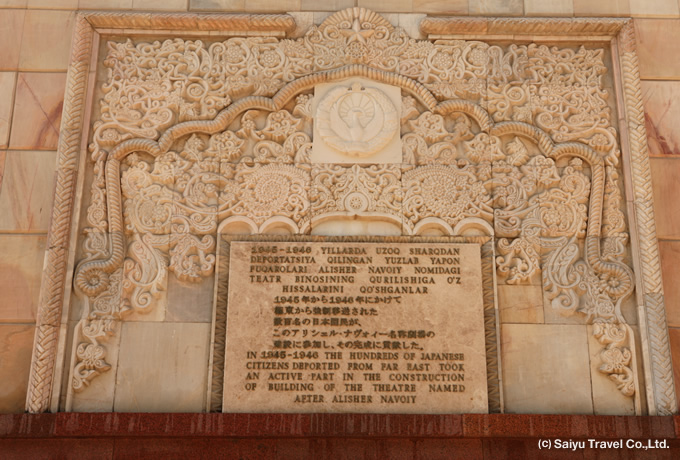 1945-1946 YILLARDA UZOQ SHARQDAN
DEPORTATSIYA QILINGAN YUZLAB YAPON
FUQAROLARI ALISHER NAVOIY NOMIDAGI
TEATR BINOSINING QURILISHIGA O'Z
HISSALARINI QO'SHGANLAR
1945年から1946年にかけて
極東から強制移送された
数百名の日本国民が、
このアリシェル・ナヴォィー名称劇場の
建設に参加し、その完成に貢献した。
IN 1945-1946 THE HUNDREDS OF JAPANESE
CITIZENS DEPORTED FROM FAR EAST TOOK
AN ACTIVE PART IN THE CONSTRUCTION
OF BUILDING OF THE THEATRE NAMED
AFTER ALISHER NAVOIY
(C) Saiyu Travel Co.,Ltd.